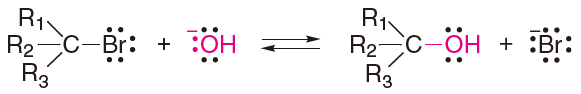 R1 R1
R2—C—Br: + −:OH ⇌ R2—C—OH + −:Br:
R3 R3